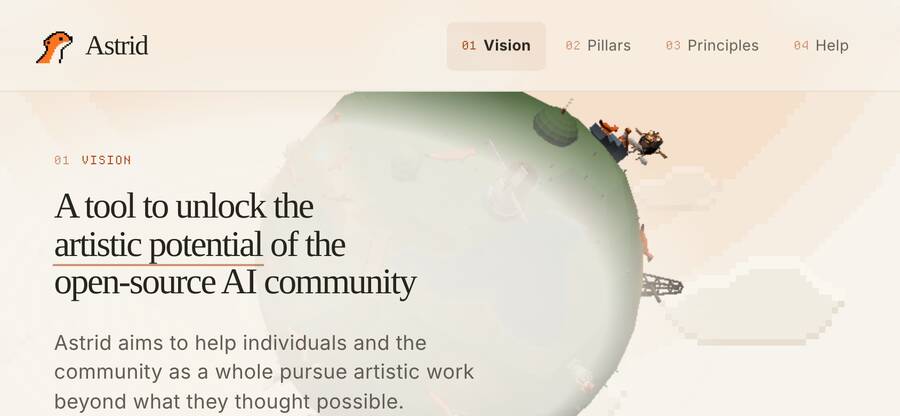 Astrid
01 Vision
02 Pillars
03 Principles
04 Help
01 VISION
A tool to unlock the
artistic potential of the
open-source AI community
Astrid aims to help individuals and the
community as a whole pursue artistic work
beyond what they thought possible.